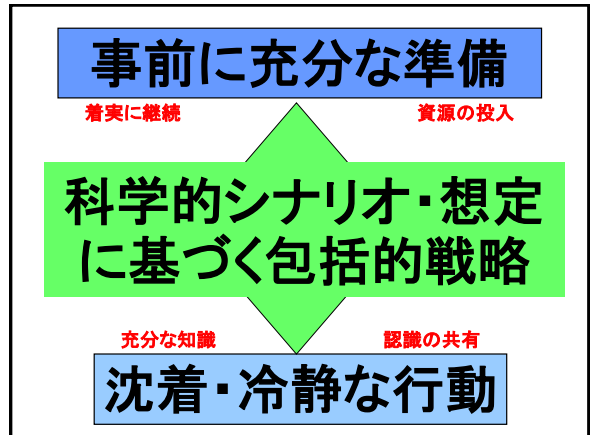 事前に充分な準備
着実に継続
資源の投入
科学的シナリオ・想定
に基づく包括的戦略
充分な知識
認識の共有
沈着・冷静な行動